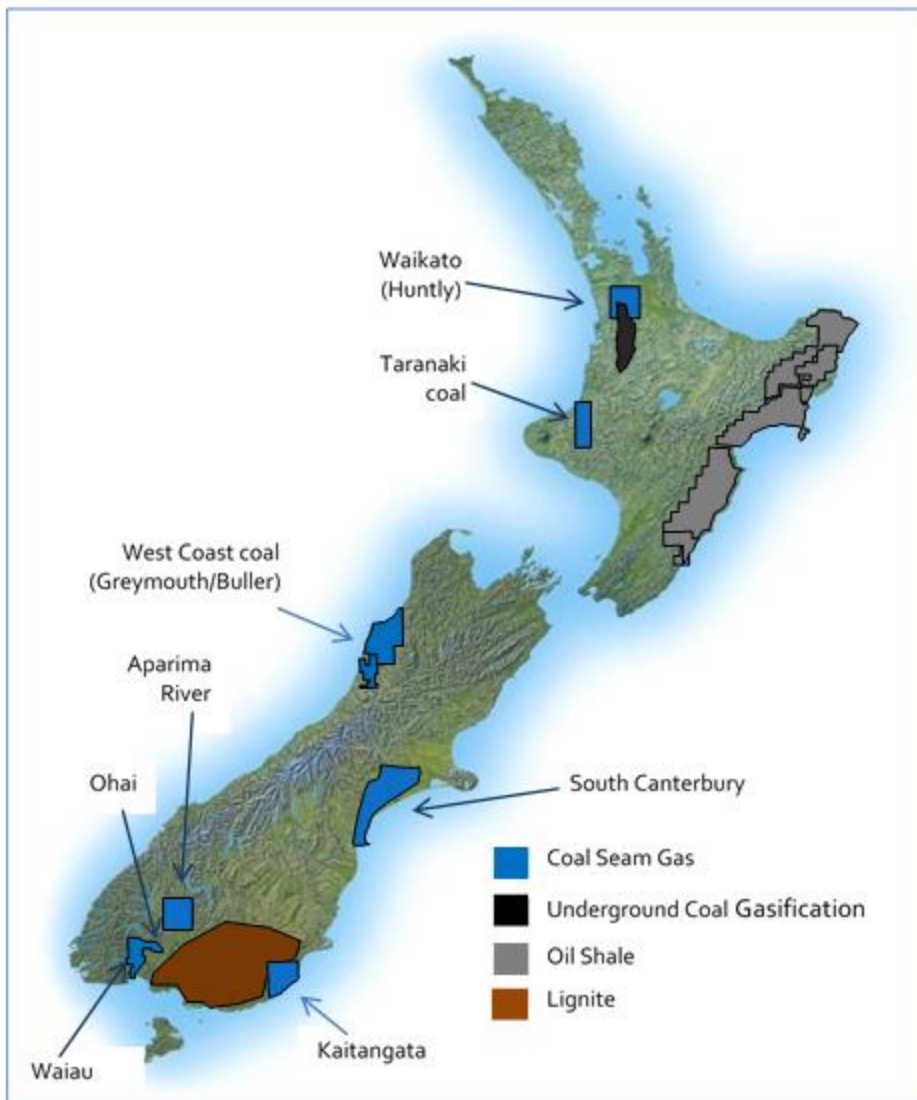 Waikato
(Huntly)
Taranaki
coal
West Coast coal
(Greymouth/Buller)
Aparima
River
Ohai
South Canterbury
Coal Seam Gas
Underground Coal Gasification
Oil Shale
Lignite
Kaitangata
Waiau